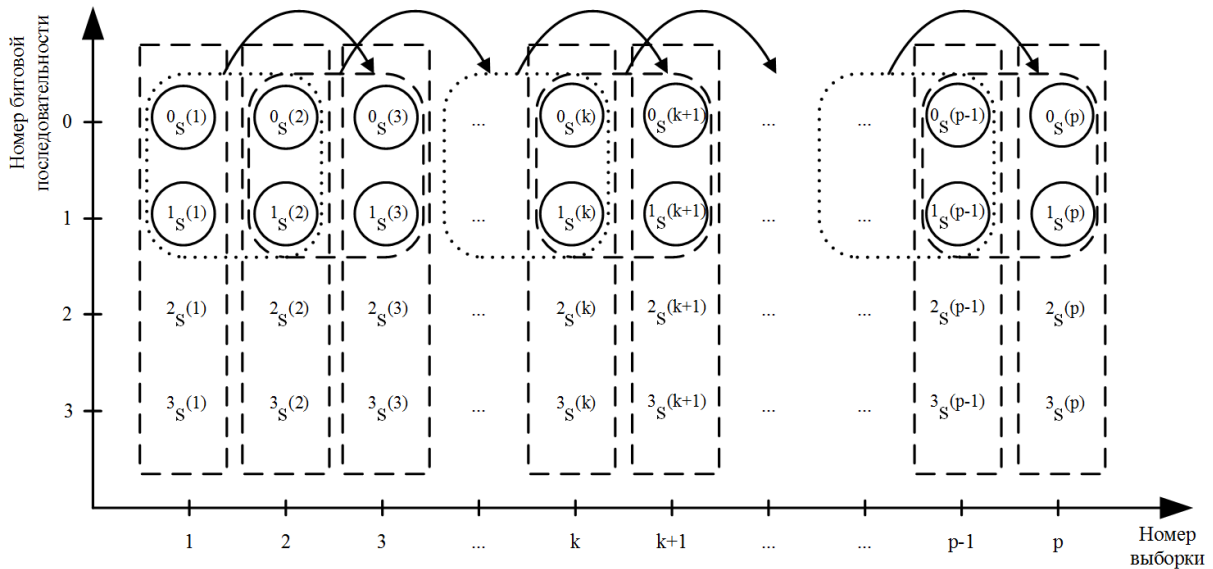 Номер битовой
последовательности
0 ⁰S⁽¹⁾ ⁰S⁽²⁾ ⁰S⁽³⁾ ... ⁰S⁽ᵏ⁾ ⁰S⁽ᵏ⁺¹⁾ ... ... ⁰S⁽ᵖ⁻¹⁾ ⁰S⁽ᵖ⁾
1 ¹S⁽¹⁾ ¹S⁽²⁾ ¹S⁽³⁾ ... ¹S⁽ᵏ⁾ ¹S⁽ᵏ⁺¹⁾ ... ... ¹S⁽ᵖ⁻¹⁾ ¹S⁽ᵖ⁾
2 ²S⁽¹⁾ ²S⁽²⁾ ²S⁽³⁾ ... ²S⁽ᵏ⁾ ²S⁽ᵏ⁺¹⁾ ... ... ²S⁽ᵖ⁻¹⁾ ²S⁽ᵖ⁾
3 ³S⁽¹⁾ ³S⁽²⁾ ³S⁽³⁾ ... ³S⁽ᵏ⁾ ³S⁽ᵏ⁺¹⁾ ... ... ³S⁽ᵖ⁻¹⁾ ³S⁽ᵖ⁾
1 2 3 ... k k+1 ... ... p-1 p
Номер
выборки